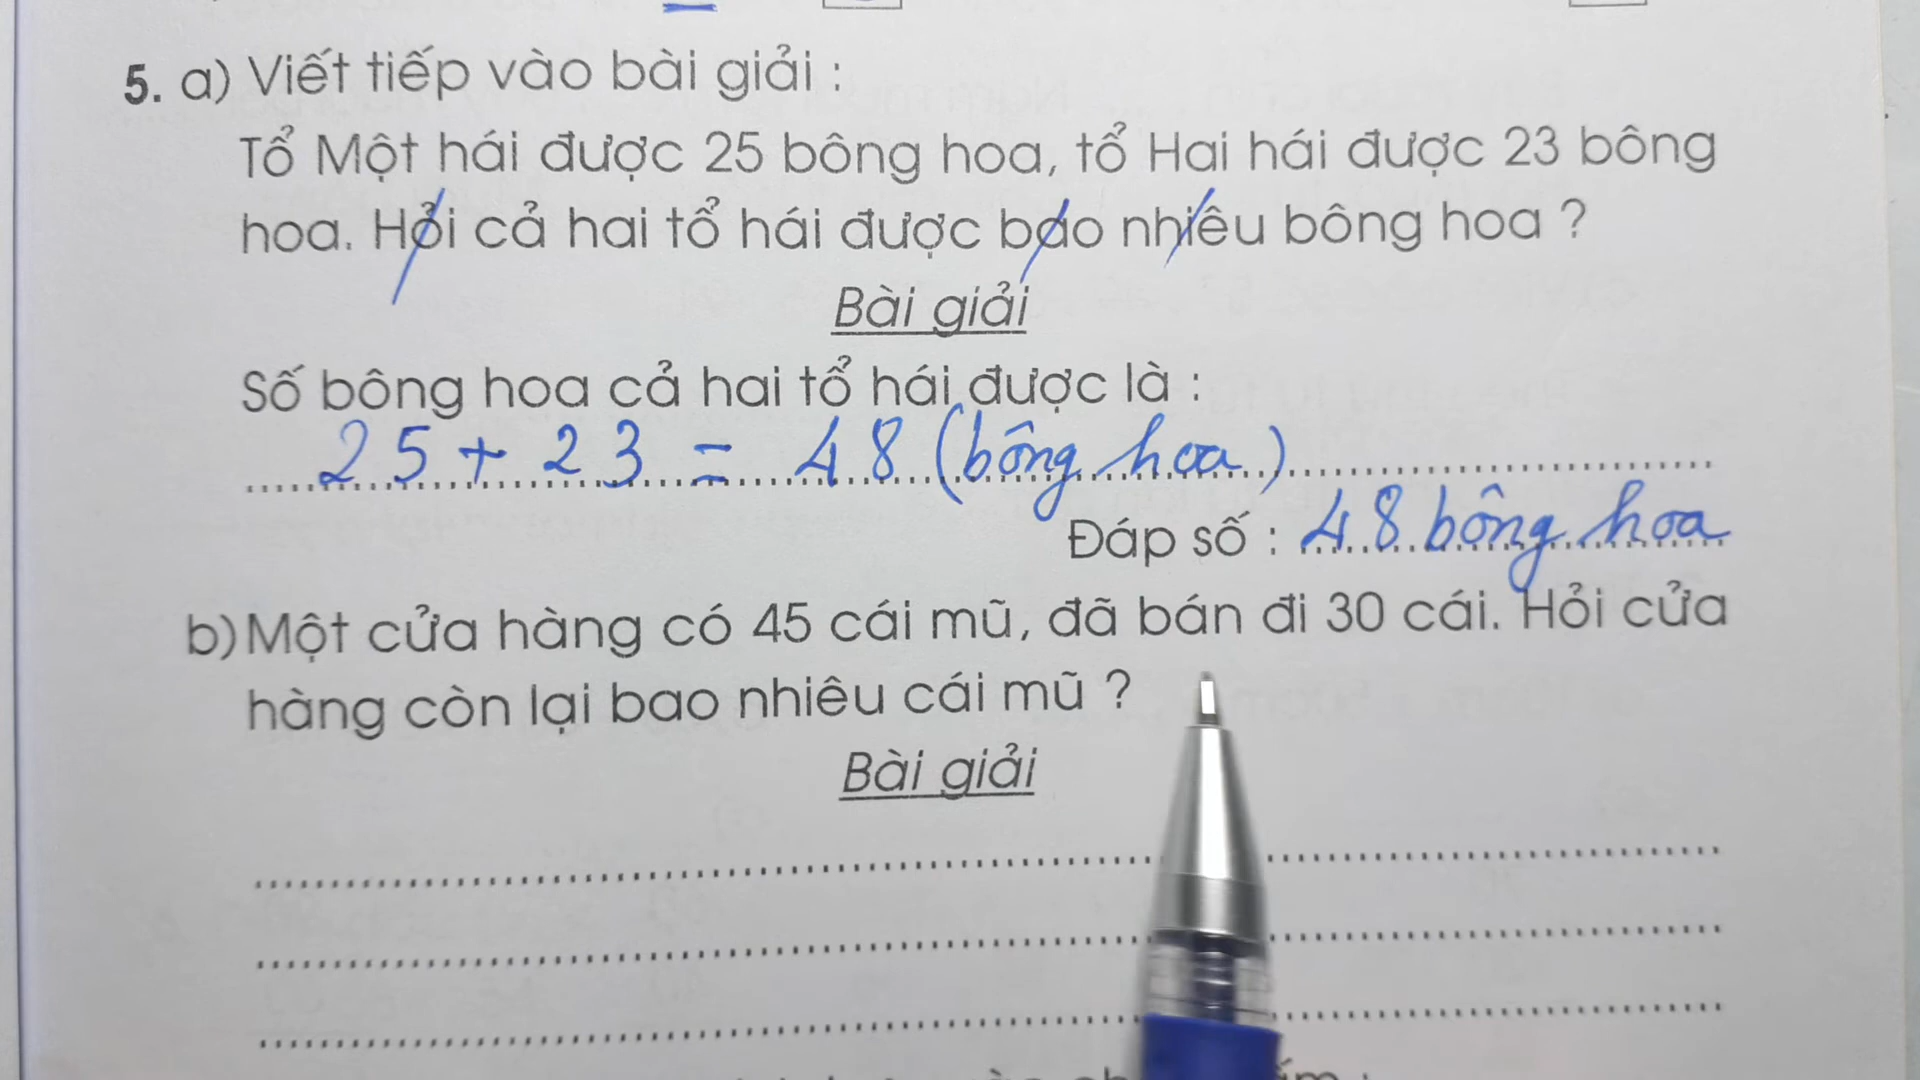 5. a) Viết tiếp vào bài giải :
Tổ Một hái được 25 bông hoa, tổ Hai hái được 23 bông
hoa. Hỏi cả hai tổ hái được bao nhiêu bông hoa ?
Bài giải
Số bông hoa cả hai tổ hái được là :
25 + 23 = 48 (bông hoa)
Đáp số : 48 bông hoa
b) Một cửa hàng có 45 cái mũ, đã bán đi 30 cái. Hỏi cửa
hàng còn lại bao nhiêu cái mũ ?
Bài giải